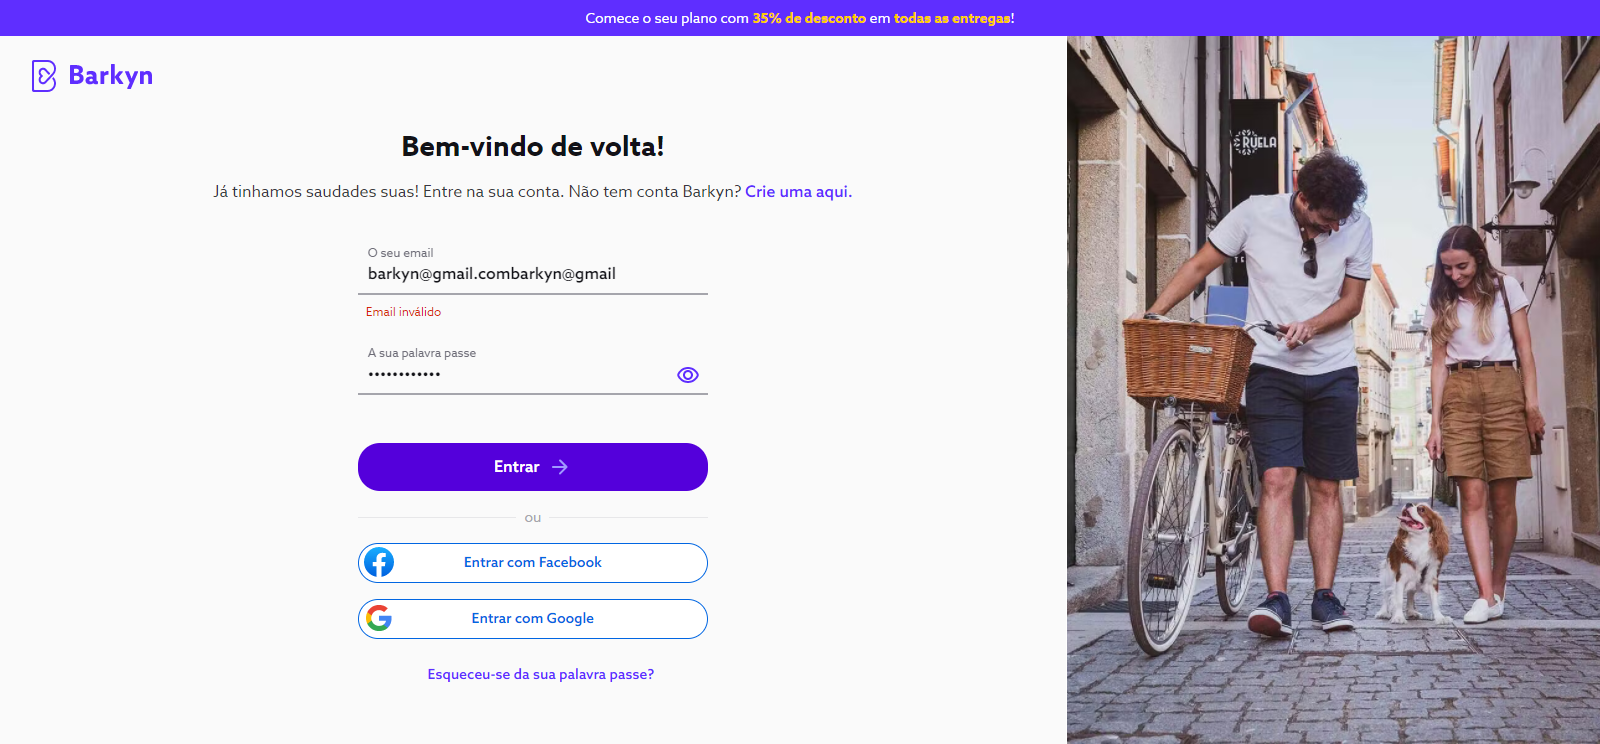 Comece o seu plano com 35% de desconto em todas as entregas!
Barkyn
Bem-vindo de volta!
Já tinhamos saudades suas! Entre na sua conta. Não tem conta Barkyn? Crie uma aqui.
O seu email
barkyn@gmail.combarkyn@gmail
Email inválido
A sua palavra passe
••••••••••••
Entrar
ou
Entrar com Facebook
Entrar com Google
Esqueceu-se da sua palavra passe?
RUELA